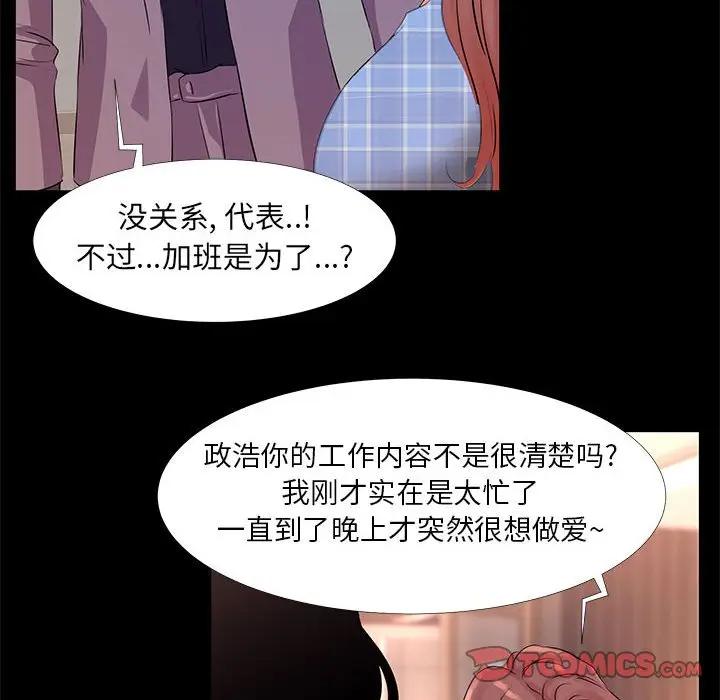 没关系, 代表..!
不过...加班是为了...?
政浩你的工作内容不是很清楚吗?
我刚才实在是太忙了
一直到了晚上才突然很想做爱~
TOOMICS.COM